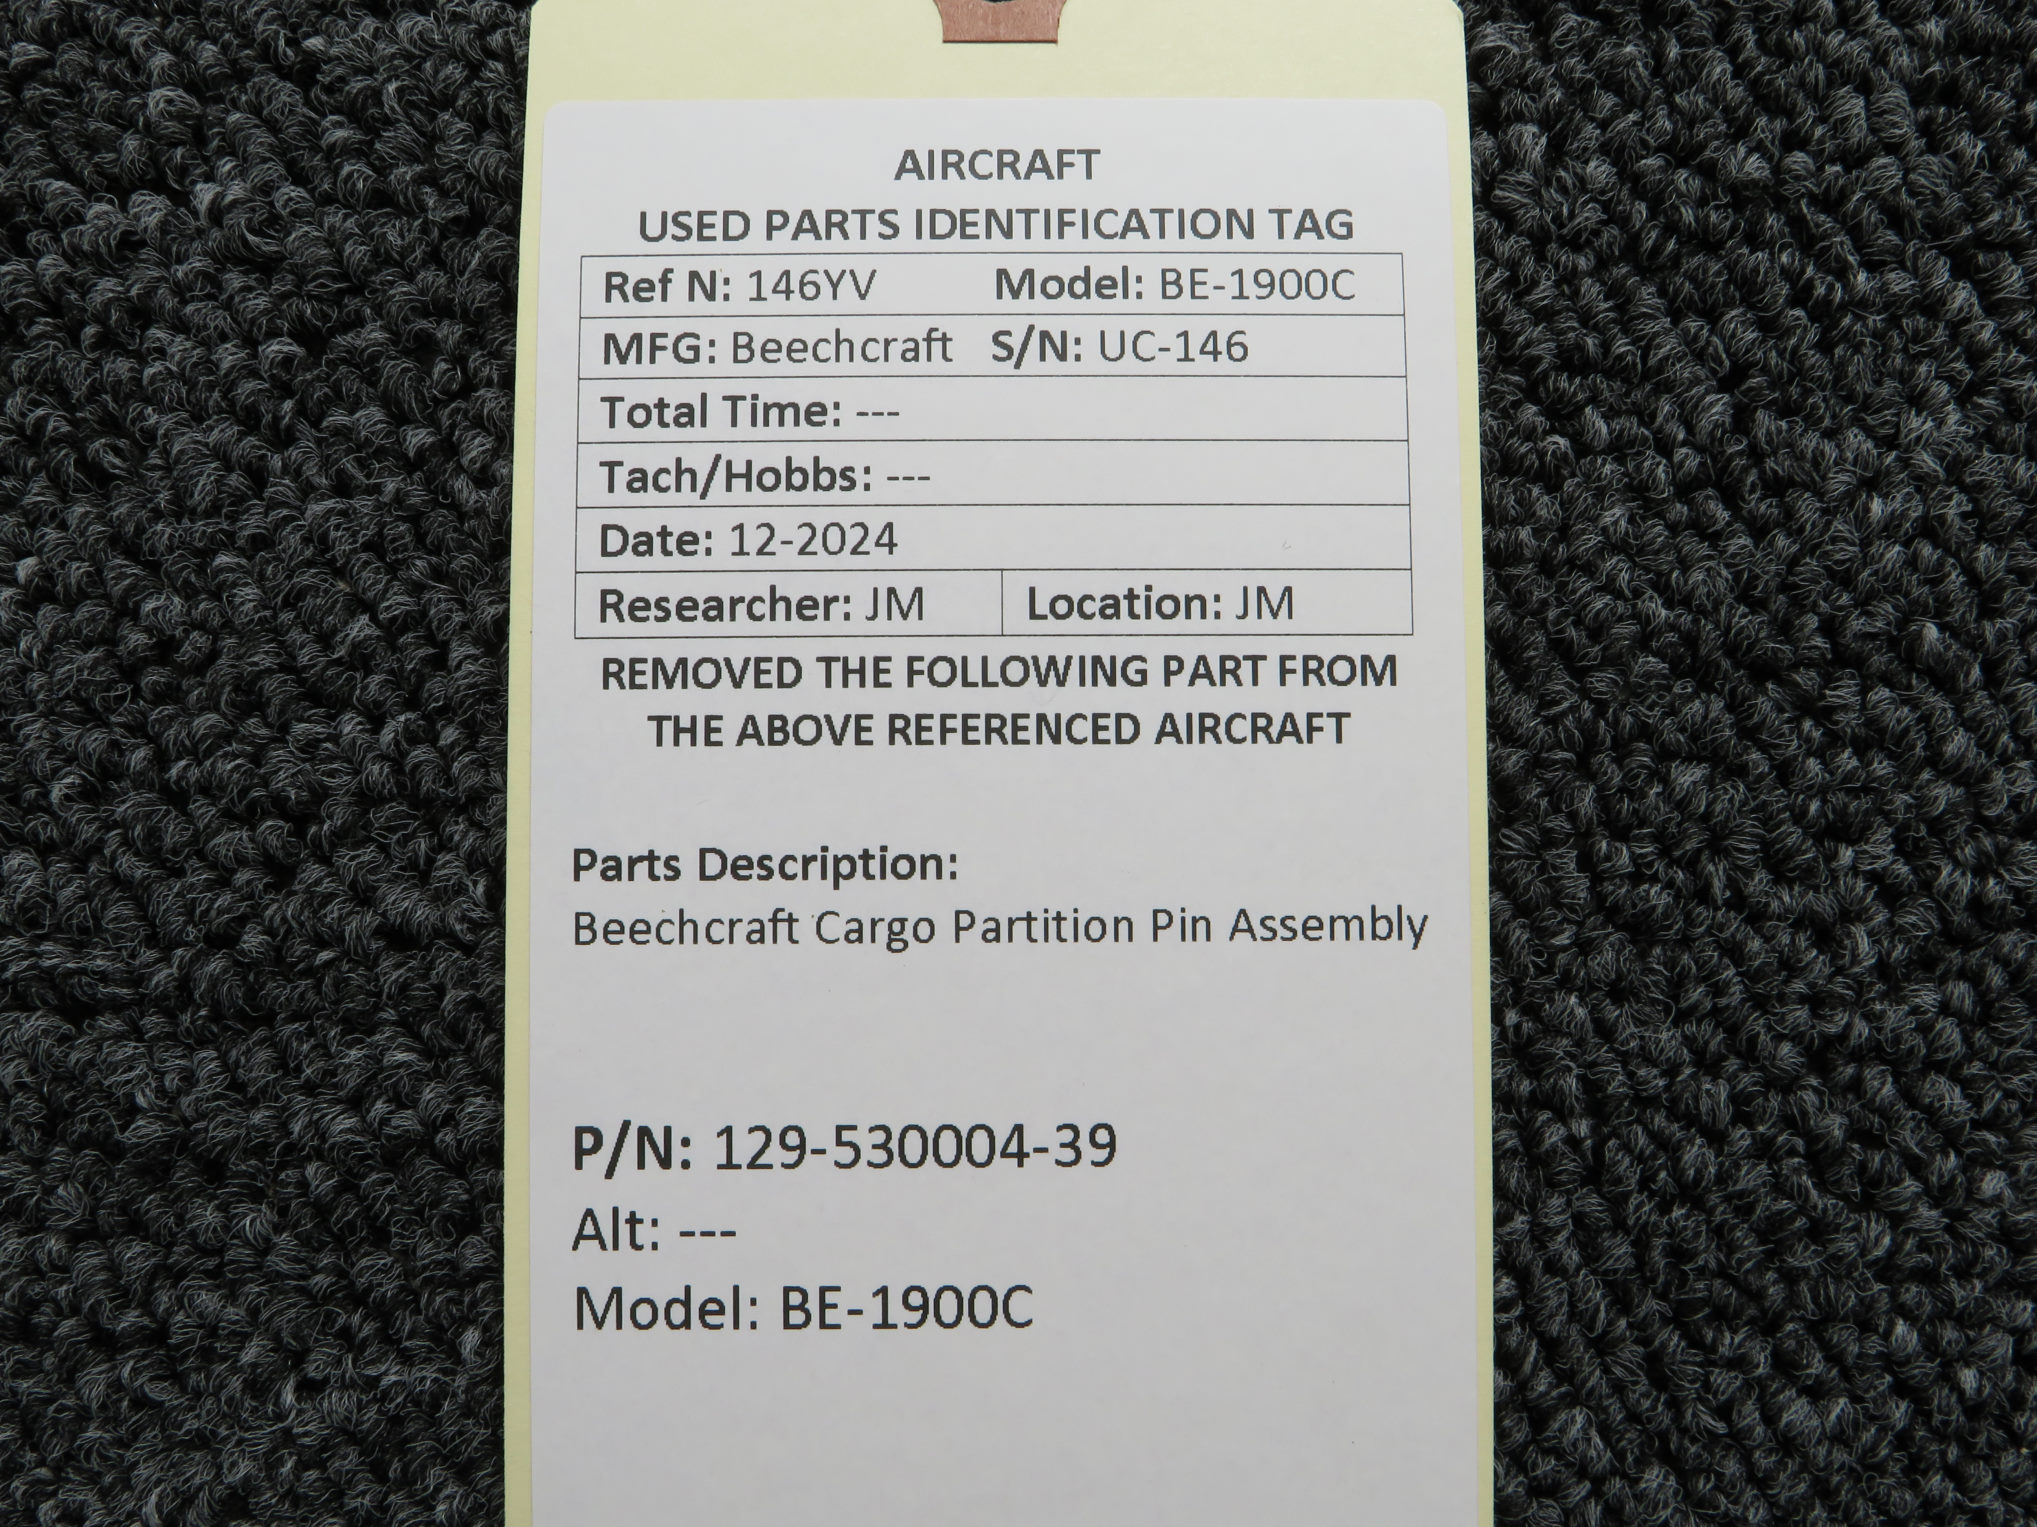 AIRCRAFT
USED PARTS IDENTIFICATION TAG
Ref N: 146YV Model: BE-1900C
MFG: Beechcraft S/N: UC-146
Total Time: ---
Tach/Hobbs: ---
Date: 12-2024
Researcher: JM Location: JM
REMOVED THE FOLLOWING PART FROM
THE ABOVE REFERENCED AIRCRAFT
Parts Description:
Beechcraft Cargo Partition Pin Assembly
P/N: 129-530004-39
Alt: ---
Model: BE-1900C